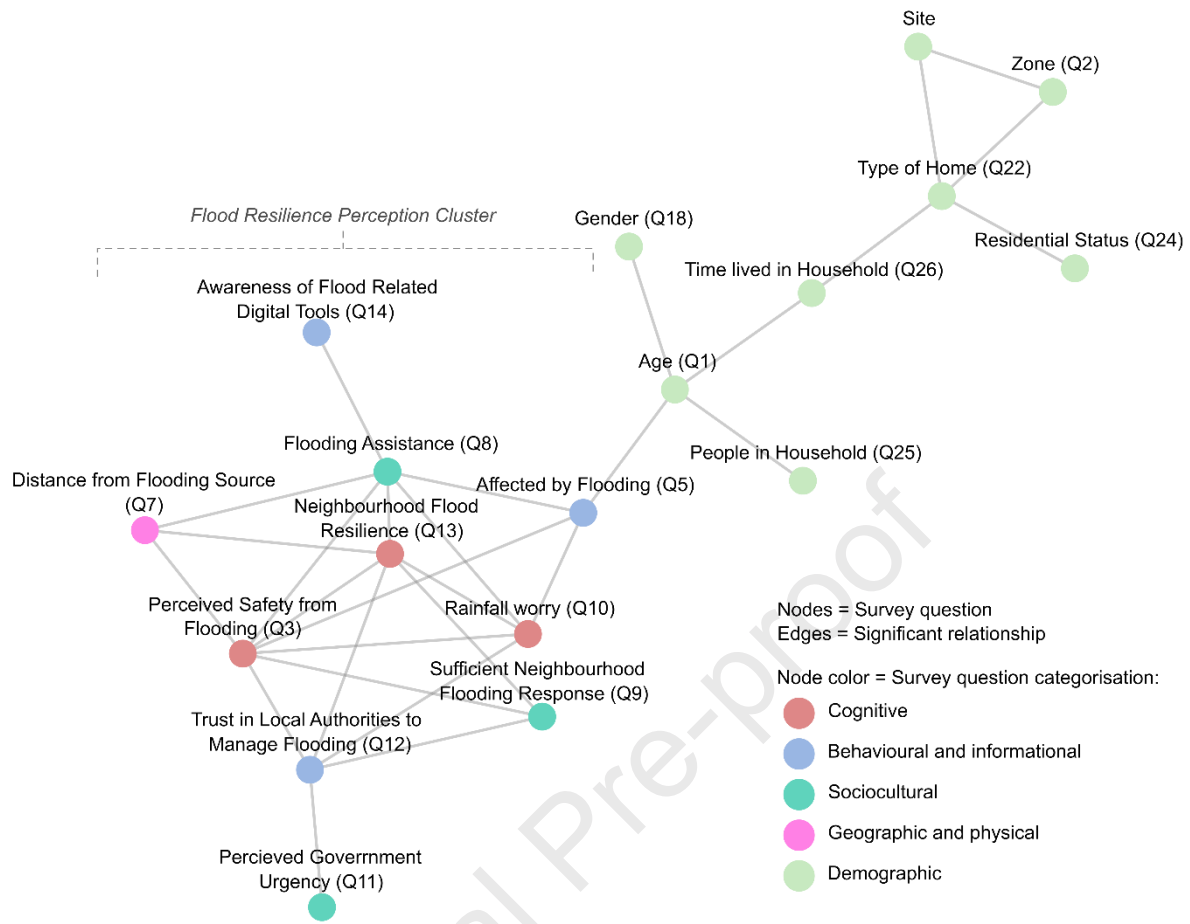 Site
Zone (Q2)
Type of Home (Q22)
Flood Resilience Perception Cluster
Gender (Q18)
Residential Status (Q24)
Time lived in Household (Q26)
Awareness of Flood Related
Digital Tools (Q14)
Age (Q1)
Flooding Assistance (Q8)
People in Household (Q25)
Distance from Flooding Source
(Q7)
Affected by Flooding (Q5)
Neighbourhood Flood
Resilience (Q13)
Perceived Safety from
Flooding (Q3)
Rainfall worry (Q10)
Sufficient Neighbourhood
Flooding Response (Q9)
Trust in Local Authorities to
Manage Flooding (Q12)
Percieved Government
Urgency (Q11)
Nodes = Survey question
Edges = Significant relationship
Node color = Survey question categorisation:
Cognitive
Behavioural and informational
Sociocultural
Geographic and physical
Demographic
al Pre-proof